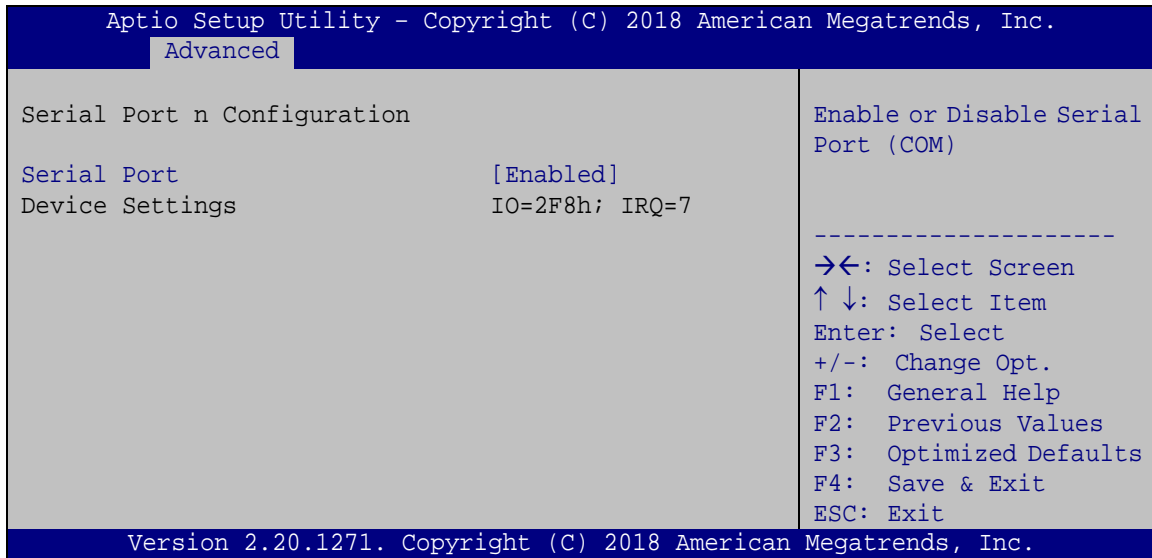 Aptio Setup Utility – Copyright (C) 2018 American Megatrends, Inc.
Advanced
Serial Port n Configuration
Serial Port [Enabled]
Device Settings IO=2F8h; IRQ=7
Enable or Disable Serial
Port (COM)
---------------------
→←: Select Screen
↑ ↓: Select Item
Enter: Select
+/-: Change Opt.
F1: General Help
F2: Previous Values
F3: Optimized Defaults
F4: Save & Exit
ESC: Exit
Version 2.20.1271. Copyright (C) 2018 American Megatrends, Inc.